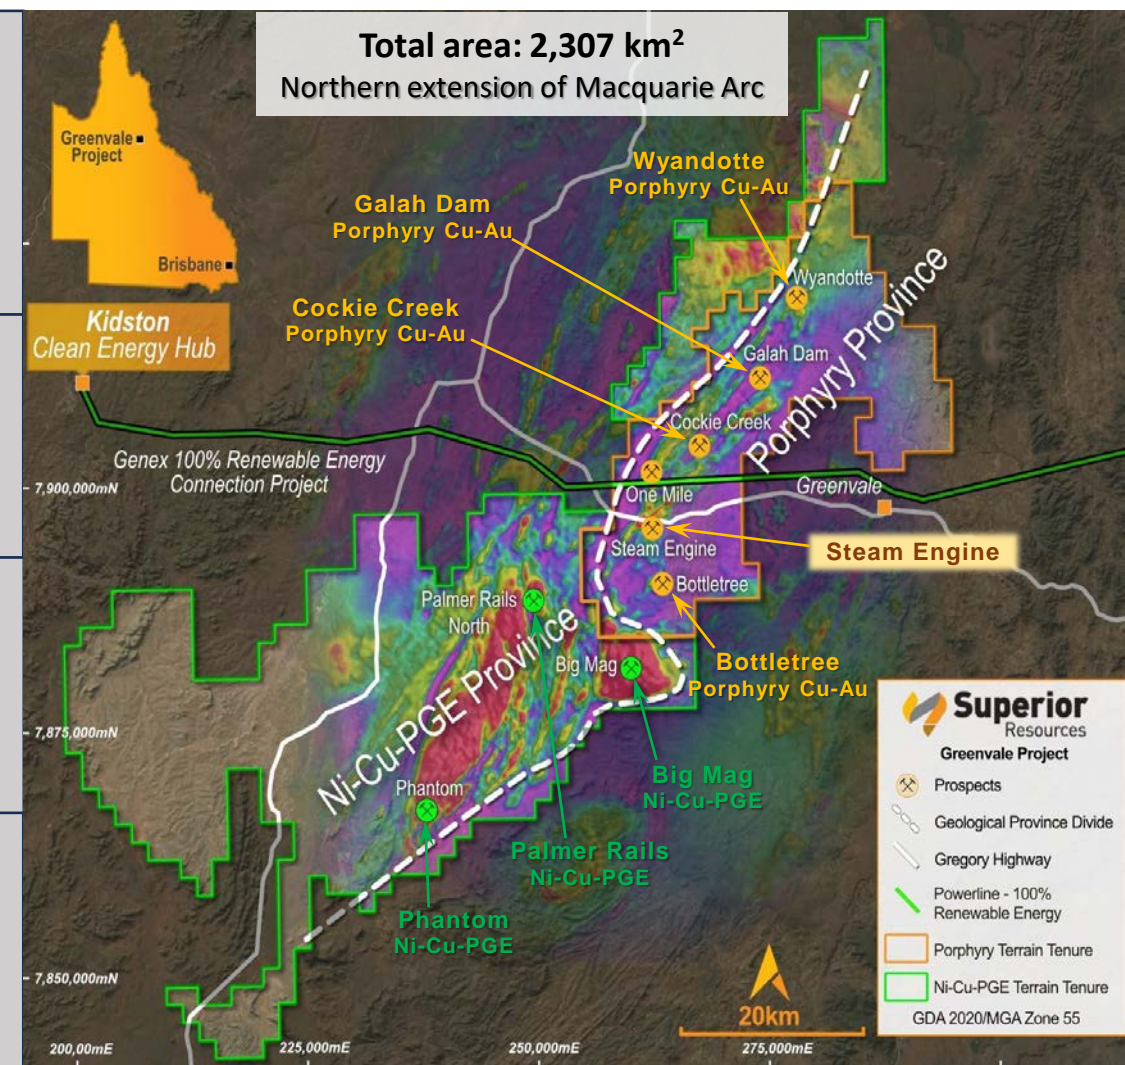 Total area: 2,307 km²
Northern extension of Macquarie Arc
Greenvale
Project
Brisbane
Kidston
Clean Energy Hub
Wyandotte
Porphyry Cu-Au
Galah Dam
Porphyry Cu-Au
Cockie Creek
Porphyry Cu-Au
Wyandotte
Galah Dam
Cockie Creek
Porphyry Province
Genex 100% Renewable Energy
Connection Project
7,900,000mN
One Mile
Greenvale
Steam Engine
Steam Engine
Bottletree
Palmer Rails
North
Big Mag
Bottletree
Porphyry Cu-Au
Ni-Cu-PGE Province
7,875,000mN
Phantom
Big Mag
Ni-Cu-PGE
Palmer Rails
Ni-Cu-PGE
Phantom
Ni-Cu-PGE
7,850,000mN
20km
200,00mE
225,000mE
250,000mE
275,000mE
Superior
Resources
Greenvale Project
Prospects
Geological Province Divide
Gregory Highway
Powerline - 100%
Renewable Energy
Porphyry Terrain Tenure
Ni-Cu-PGE Terrain Tenure
GDA 2020/MGA Zone 55